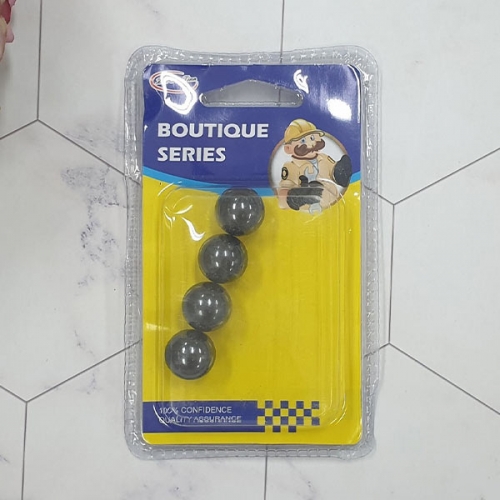 BOUTIQUE
SERIES
100% CONFIDENCE
QUALITY ASSURANCE